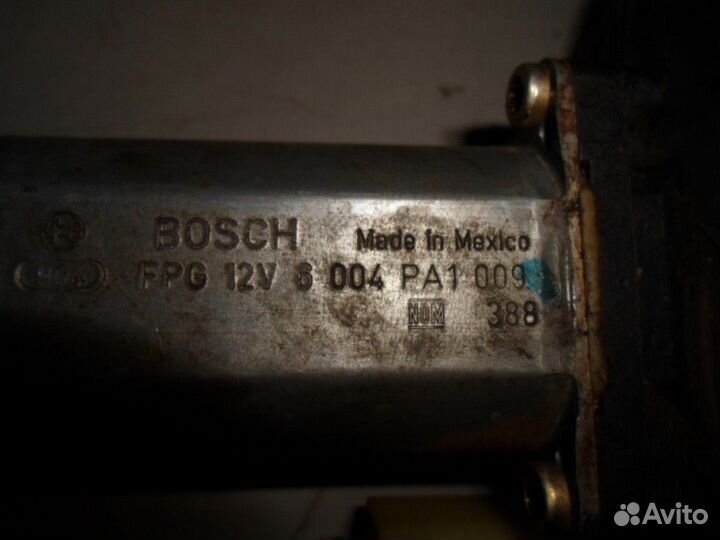 BOSCH Made in Mexico
FPG 12V 6 004 PA1 009
NOM 388
Avito